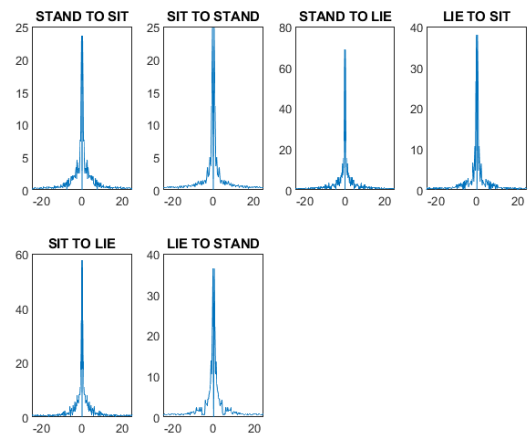 STAND TO SIT SIT TO STAND STAND TO LIE LIE TO SIT
25 25 80 40
20 20 60 30
15 15 40 20
10 10 20 10
5 5
0 0 0 0
-20 0 20 -20 0 20 -20 0 20 -20 0 20
SIT TO LIE LIE TO STAND
60 40
40 30
20 20
10
0 0
-20 0 20 -20 0 20